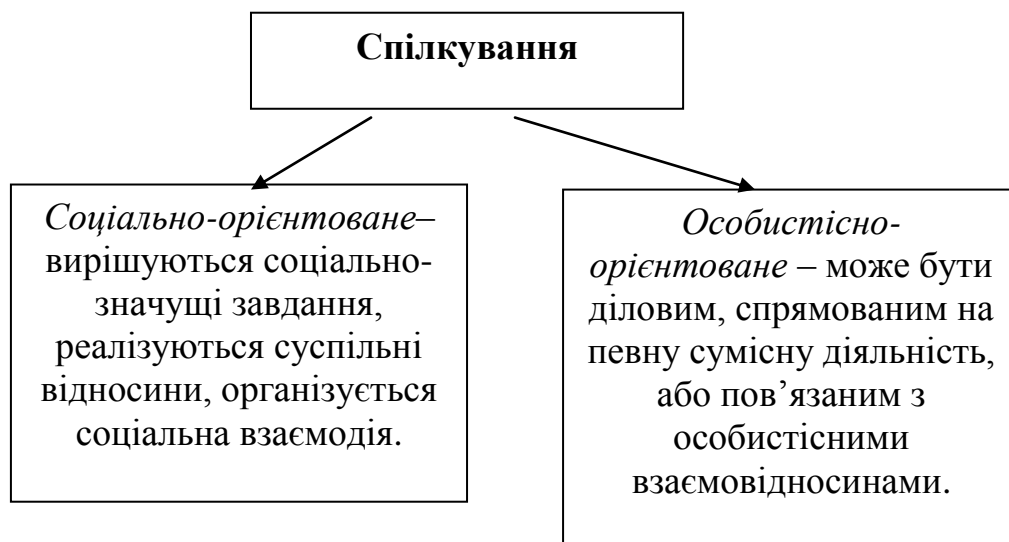 Спілкування
Соціально-орієнтоване–
вирішуються соціально-
значущі завдання,
реалізуються суспільні
відносини, організується
соціальна взаємодія.
Особистісно-
орієнтоване – може бути
діловим, спрямованим на
певну сумісну діяльність,
або пов’язаним з
особистісними
взаємовідносинами.